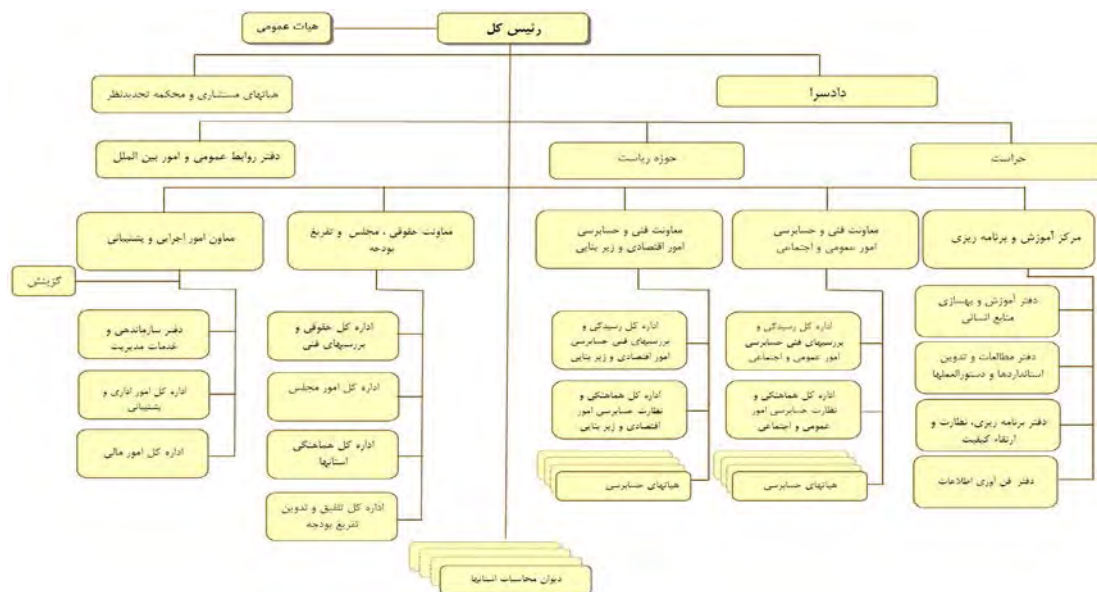 رئیس کل
هیات عمومی
دادسرا
هیاتهای مستشاری و محکمه تجدیدنظر
حراست
حوزه ریاست
دفتر روابط عمومی و امور بین الملل
مرکز آموزش و برنامه ریزی
معاونت فنی و حسابرسی
امور عمومی و اجتماعی
معاونت فنی و حسابرسی
امور اقتصادی و زیر بنایی
معاونت حقوقی ، مجلس و تفریغ
بودجه
معاون امور اجرایی و پشتیبانی
گزینش
دفتر آموزش و بهسازی
منابع انسانی
دفتر مطالعات و تدوین
استانداردها و دستورالعملها
دفتر برنامه ریزی، نظارت و
ارتقاء کیفیت
دفتر فن آوری اطلاعات
اداره کل رسیدگی و
بررسیهای فنی حسابرسی
امور عمومی و اجتماعی
اداره کل هماهنگی و
نظارت حسابرسی امور
عمومی و اجتماعی
هیاتهای حسابرسی
اداره کل رسیدگی و
بررسیهای فنی حسابرسی
امور اقتصادی و زیر بنایی
اداره کل هماهنگی و
نظارت حسابرسی امور
اقتصادی و زیر بنایی
هیاتهای حسابرسی
اداره کل حقوقی و
بررسیهای فنی
اداره کل امور مجلس
اداره کل هماهنگی
استانها
اداره کل تلفیق و تدوین
تفریغ بودجه
دفتر سازماندهی و
خدمات مدیریت
اداره کل امور اداری و
پشتیبانی
اداره کل امور مالی
دیوان محاسبات استانها